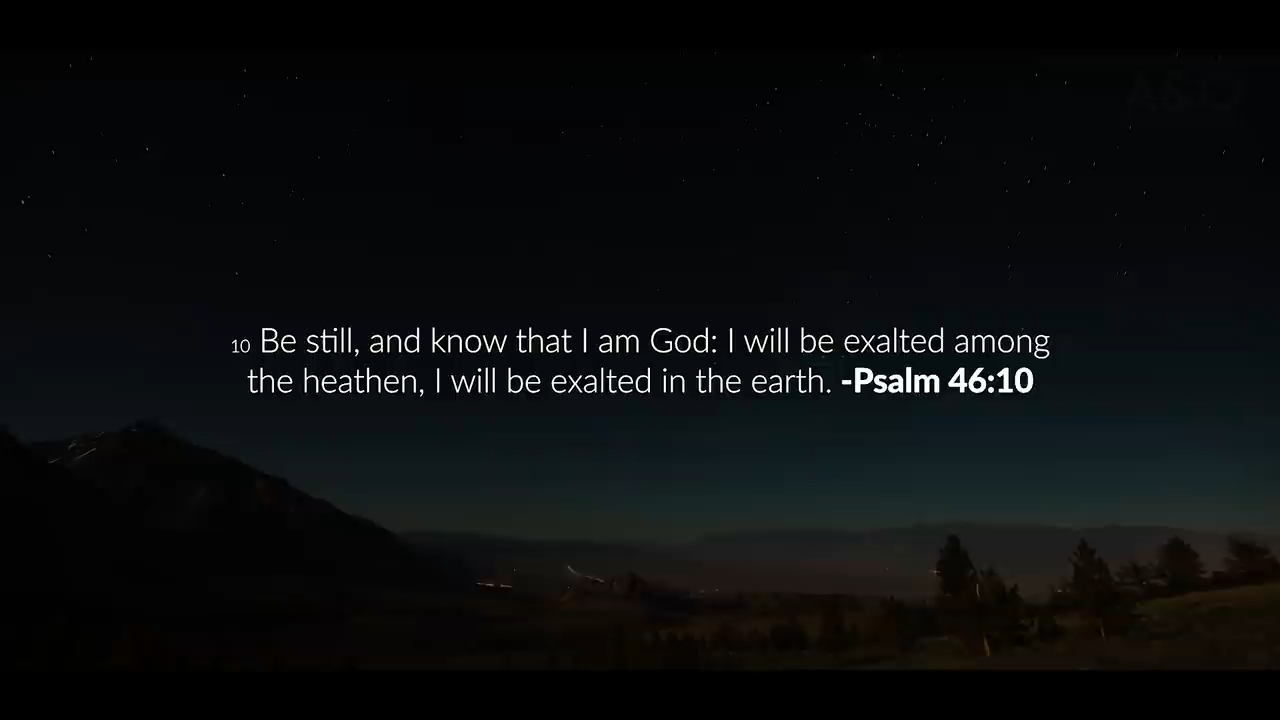 10 Be still, and know that I am God: I will be exalted among
the heathen, I will be exalted in the earth. -Psalm 46:10